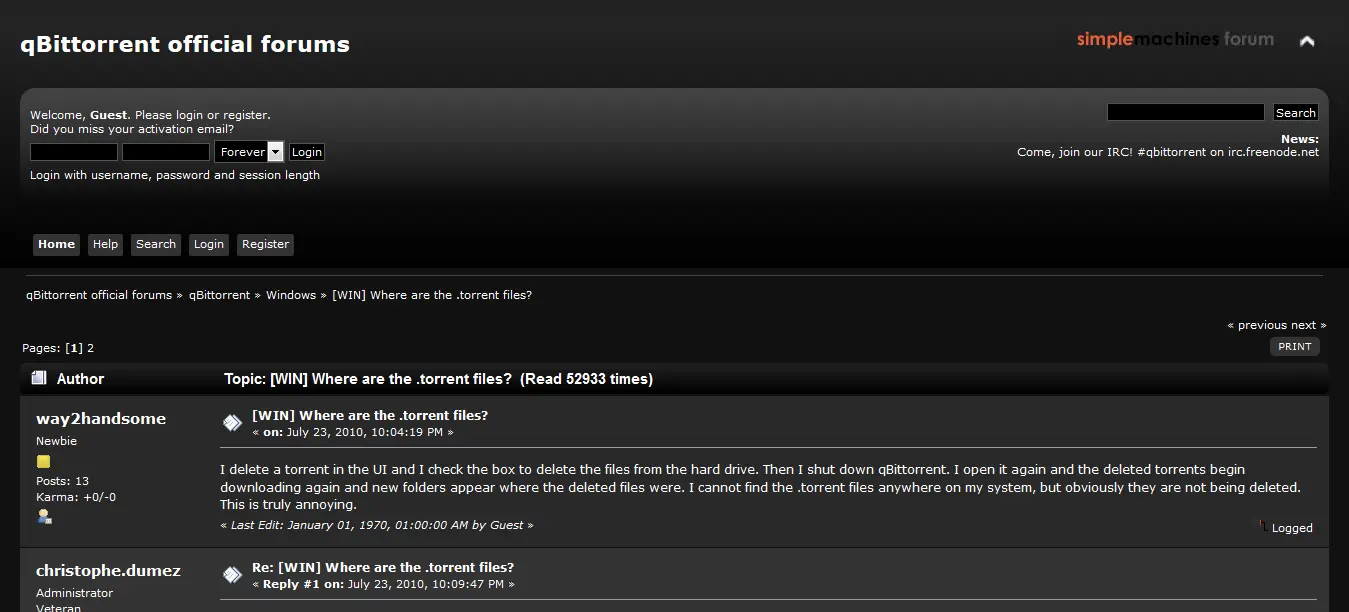 qBittorrent official forums
simplemachines forum
Welcome, Guest. Please login or register.
Did you miss your activation email?
Forever Login
Login with username, password and session length
Search
News:
Come, join our IRC! #qbittorrent on irc.freenode.net
Home Help Search Login Register
qBittorrent official forums » qBittorrent » Windows » [WIN] Where are the .torrent files?
« previous next »
Pages: [1] 2
PRINT
Author Topic: [WIN] Where are the .torrent files? (Read 52933 times)
way2handsome
Newbie
Posts: 13
Karma: +0/-0
[WIN] Where are the .torrent files?
« on: July 23, 2010, 10:04:19 PM »
I delete a torrent in the UI and I check the box to delete the files from the hard drive. Then I shut down qBittorrent. I open it again and the deleted torrents begin
downloading again and new folders appear where the deleted files were. I cannot find the .torrent files anywhere on my system, but obviously they are not being deleted.
This is truly annoying.
« Last Edit: January 01, 1970, 01:00:00 AM by Guest »
Logged
christophe.dumez
Administrator
Veteran
Re: [WIN] Where are the .torrent files?
« Reply #1 on: July 23, 2010, 10:09:47 PM »